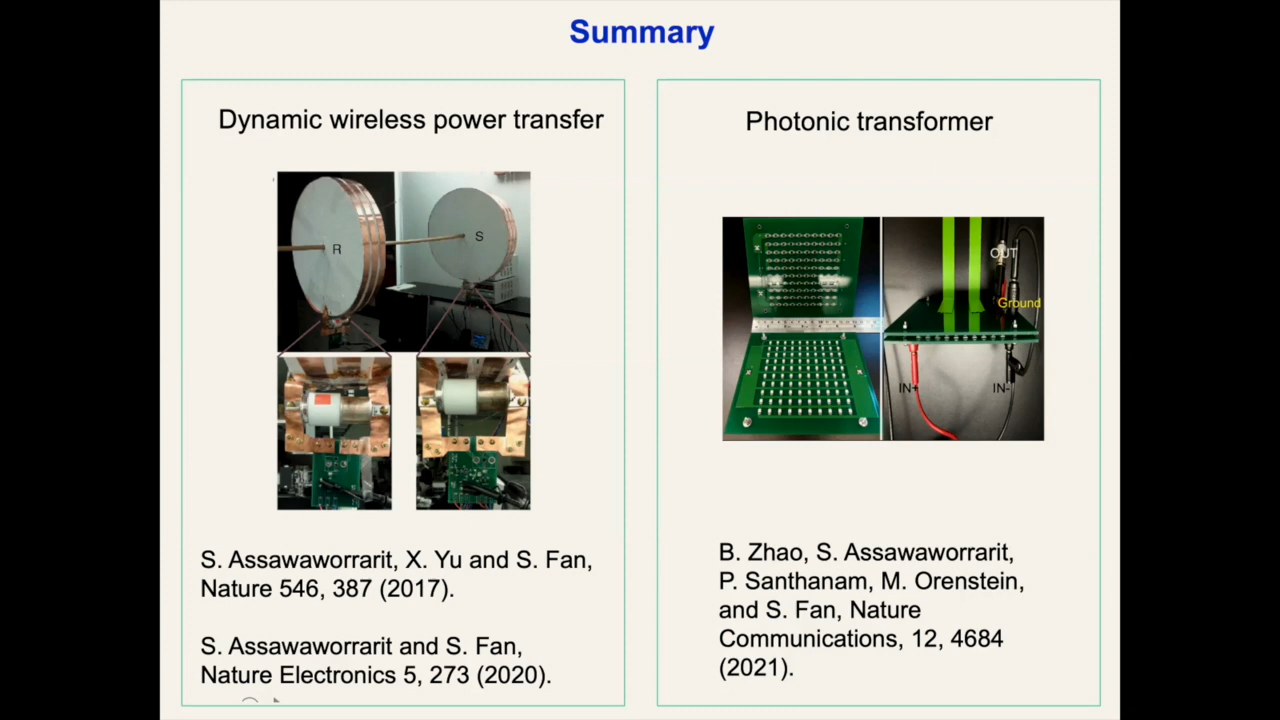 Summary
Dynamic wireless power transfer
R
S
S. Assawaworrarit, X. Yu and S. Fan,
Nature 546, 387 (2017).
S. Assawaworrarit and S. Fan,
Nature Electronics 5, 273 (2020).
Photonic transformer
OUT
Ground
IN+
IN-
B. Zhao, S. Assawaworrarit,
P. Santhanam, M. Orenstein,
and S. Fan, Nature
Communications, 12, 4684
(2021).